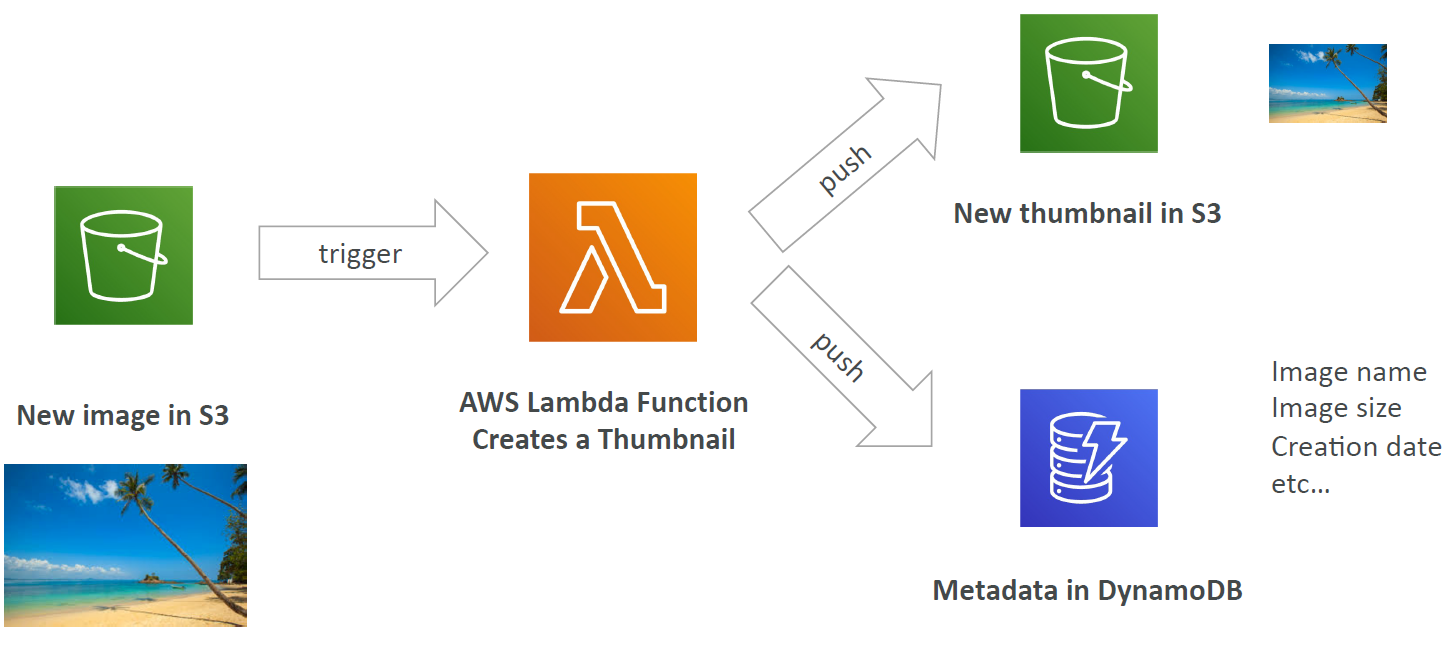 New image in S3
trigger
AWS Lambda Function
Creates a Thumbnail
push
New thumbnail in S3
push
Metadata in DynamoDB
Image name
Image size
Creation date
etc...